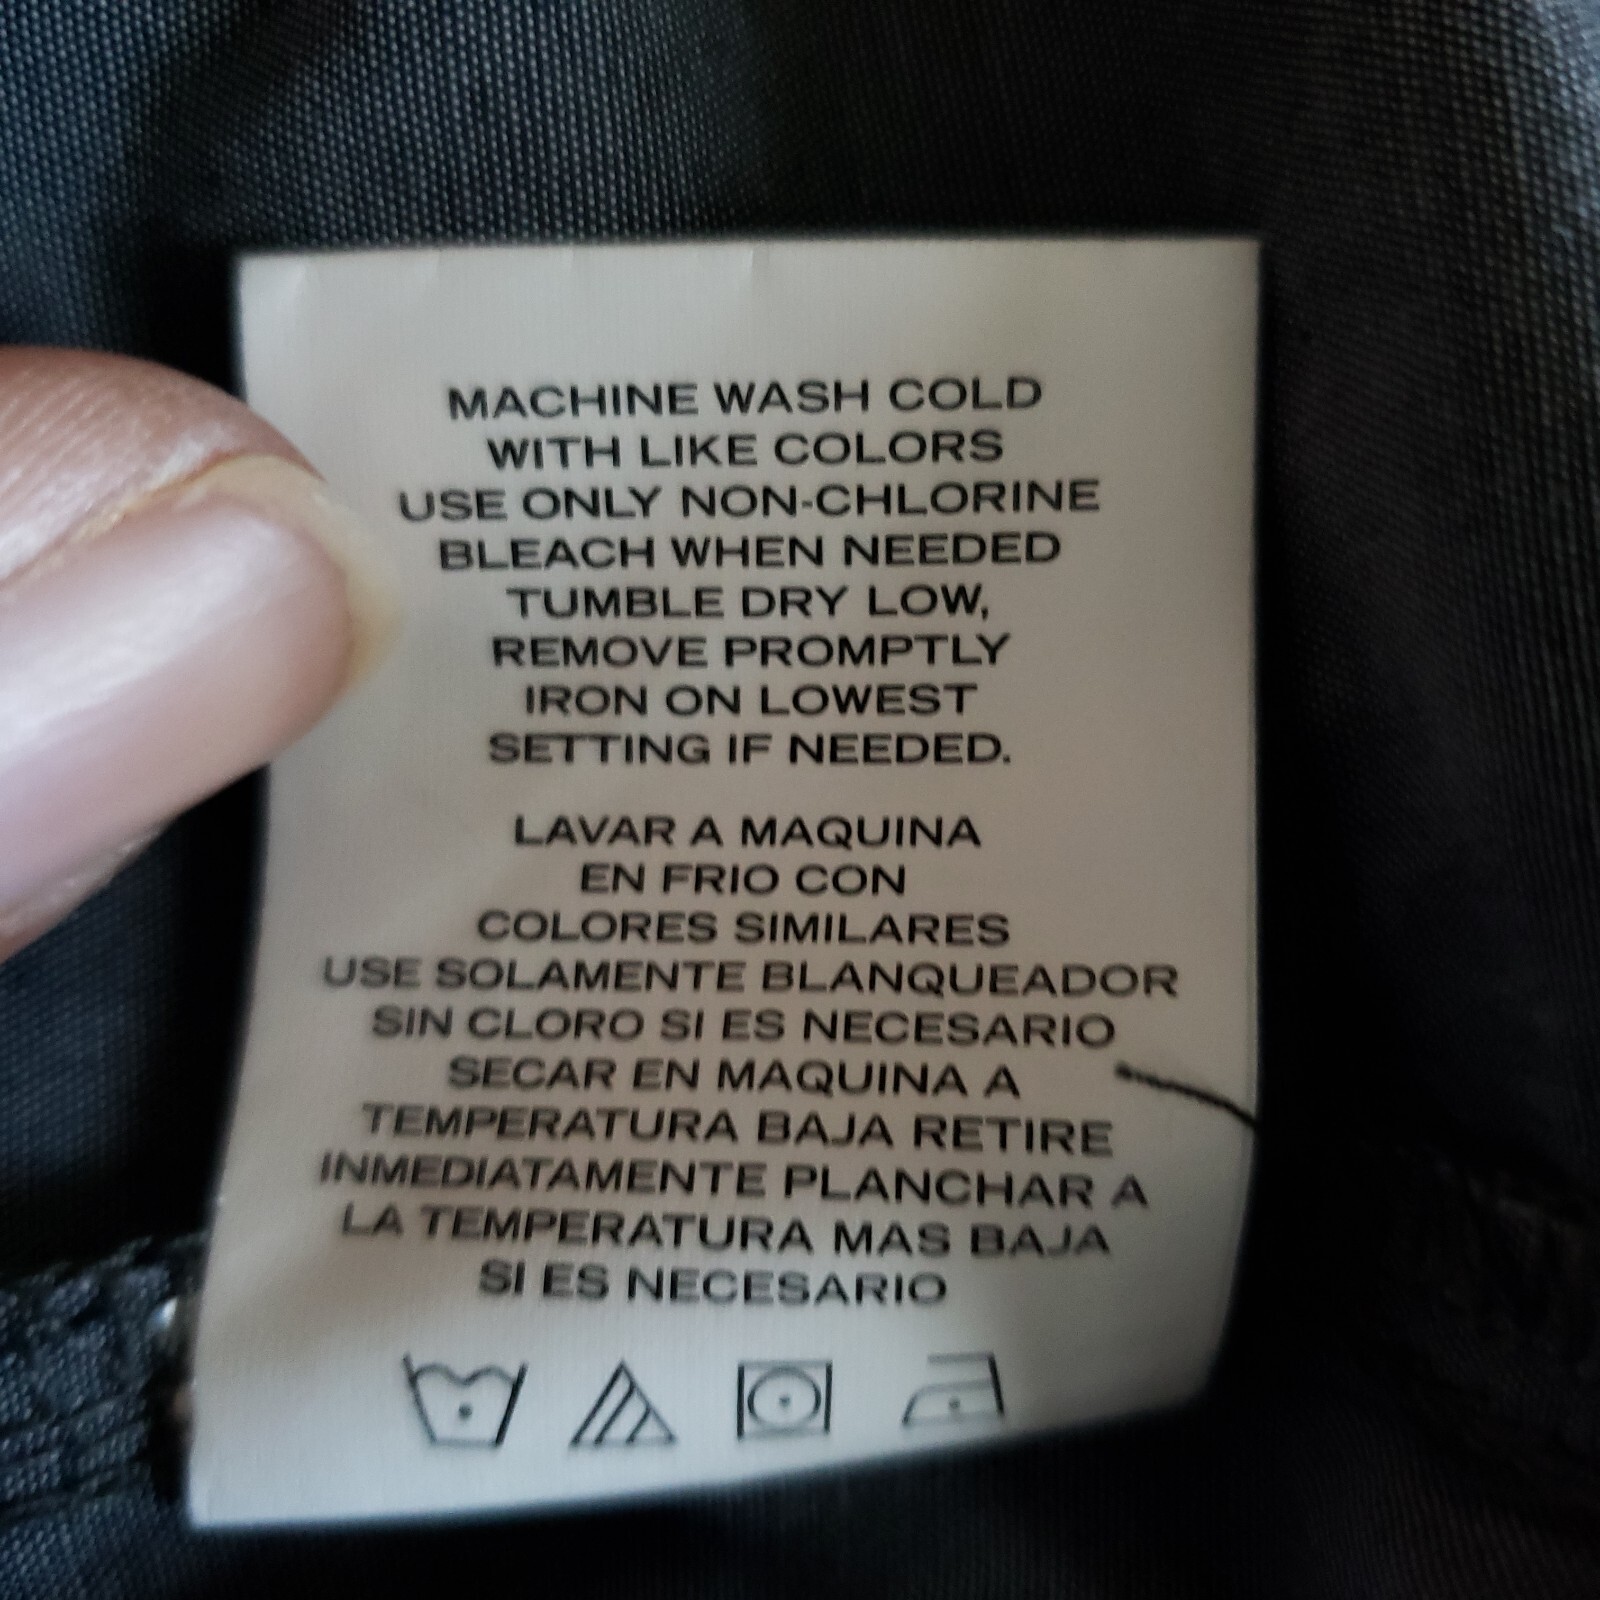 MACHINE WASH COLD
WITH LIKE COLORS
USE ONLY NON-CHLORINE
BLEACH WHEN NEEDED
TUMBLE DRY LOW,
REMOVE PROMPTLY
IRON ON LOWEST
SETTING IF NEEDED.
LAVAR A MAQUINA
EN FRIO CON
COLORES SIMILARES
USE SOLAMENTE BLANQUEADOR
SIN CLORO SI ES NECESARIO
SECAR EN MAQUINA A
TEMPERATURA BAJA RETIRE
INMEDIATAMENTE PLANCHAR A
LA TEMPERATURA MAS BAJA
SI ES NECESARIO